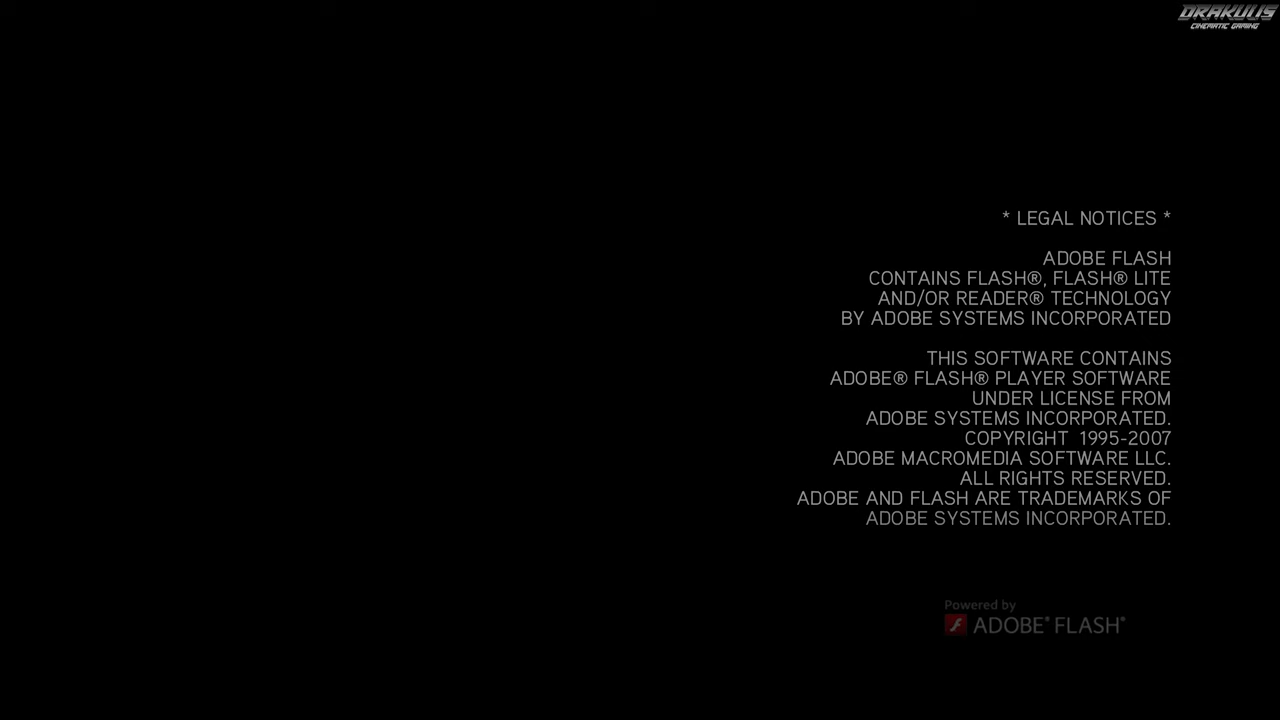 DRAKULIS
CINEMATIC GAMING
* LEGAL NOTICES *
ADOBE FLASH
CONTAINS FLASH®, FLASH® LITE
AND/OR READER® TECHNOLOGY
BY ADOBE SYSTEMS INCORPORATED
THIS SOFTWARE CONTAINS
ADOBE® FLASH® PLAYER SOFTWARE
UNDER LICENSE FROM
ADOBE SYSTEMS INCORPORATED.
COPYRIGHT 1995-2007
ADOBE MACROMEDIA SOFTWARE LLC.
ALL RIGHTS RESERVED.
ADOBE AND FLASH ARE TRADEMARKS OF
ADOBE SYSTEMS INCORPORATED.
Powered by
ADOBE® FLASH®